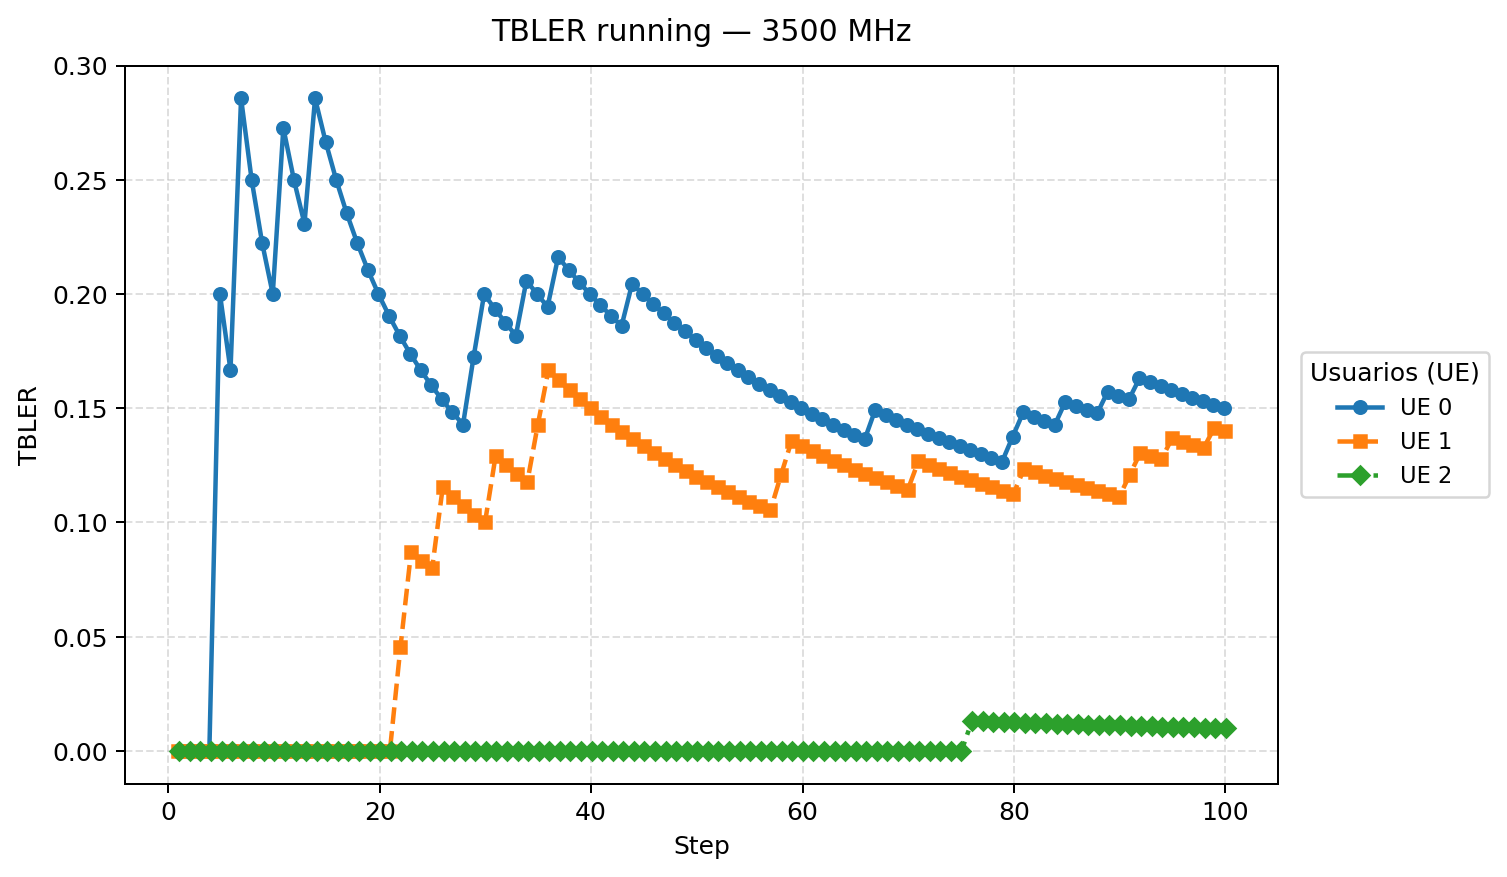 TBLER running — 3500 MHz
0.30
0.25
0.20
0.15
0.10
0.05
0.00
TBLER
0 20 40 60 80 100
Step
Usuarios (UE)
UE 0
UE 1
UE 2